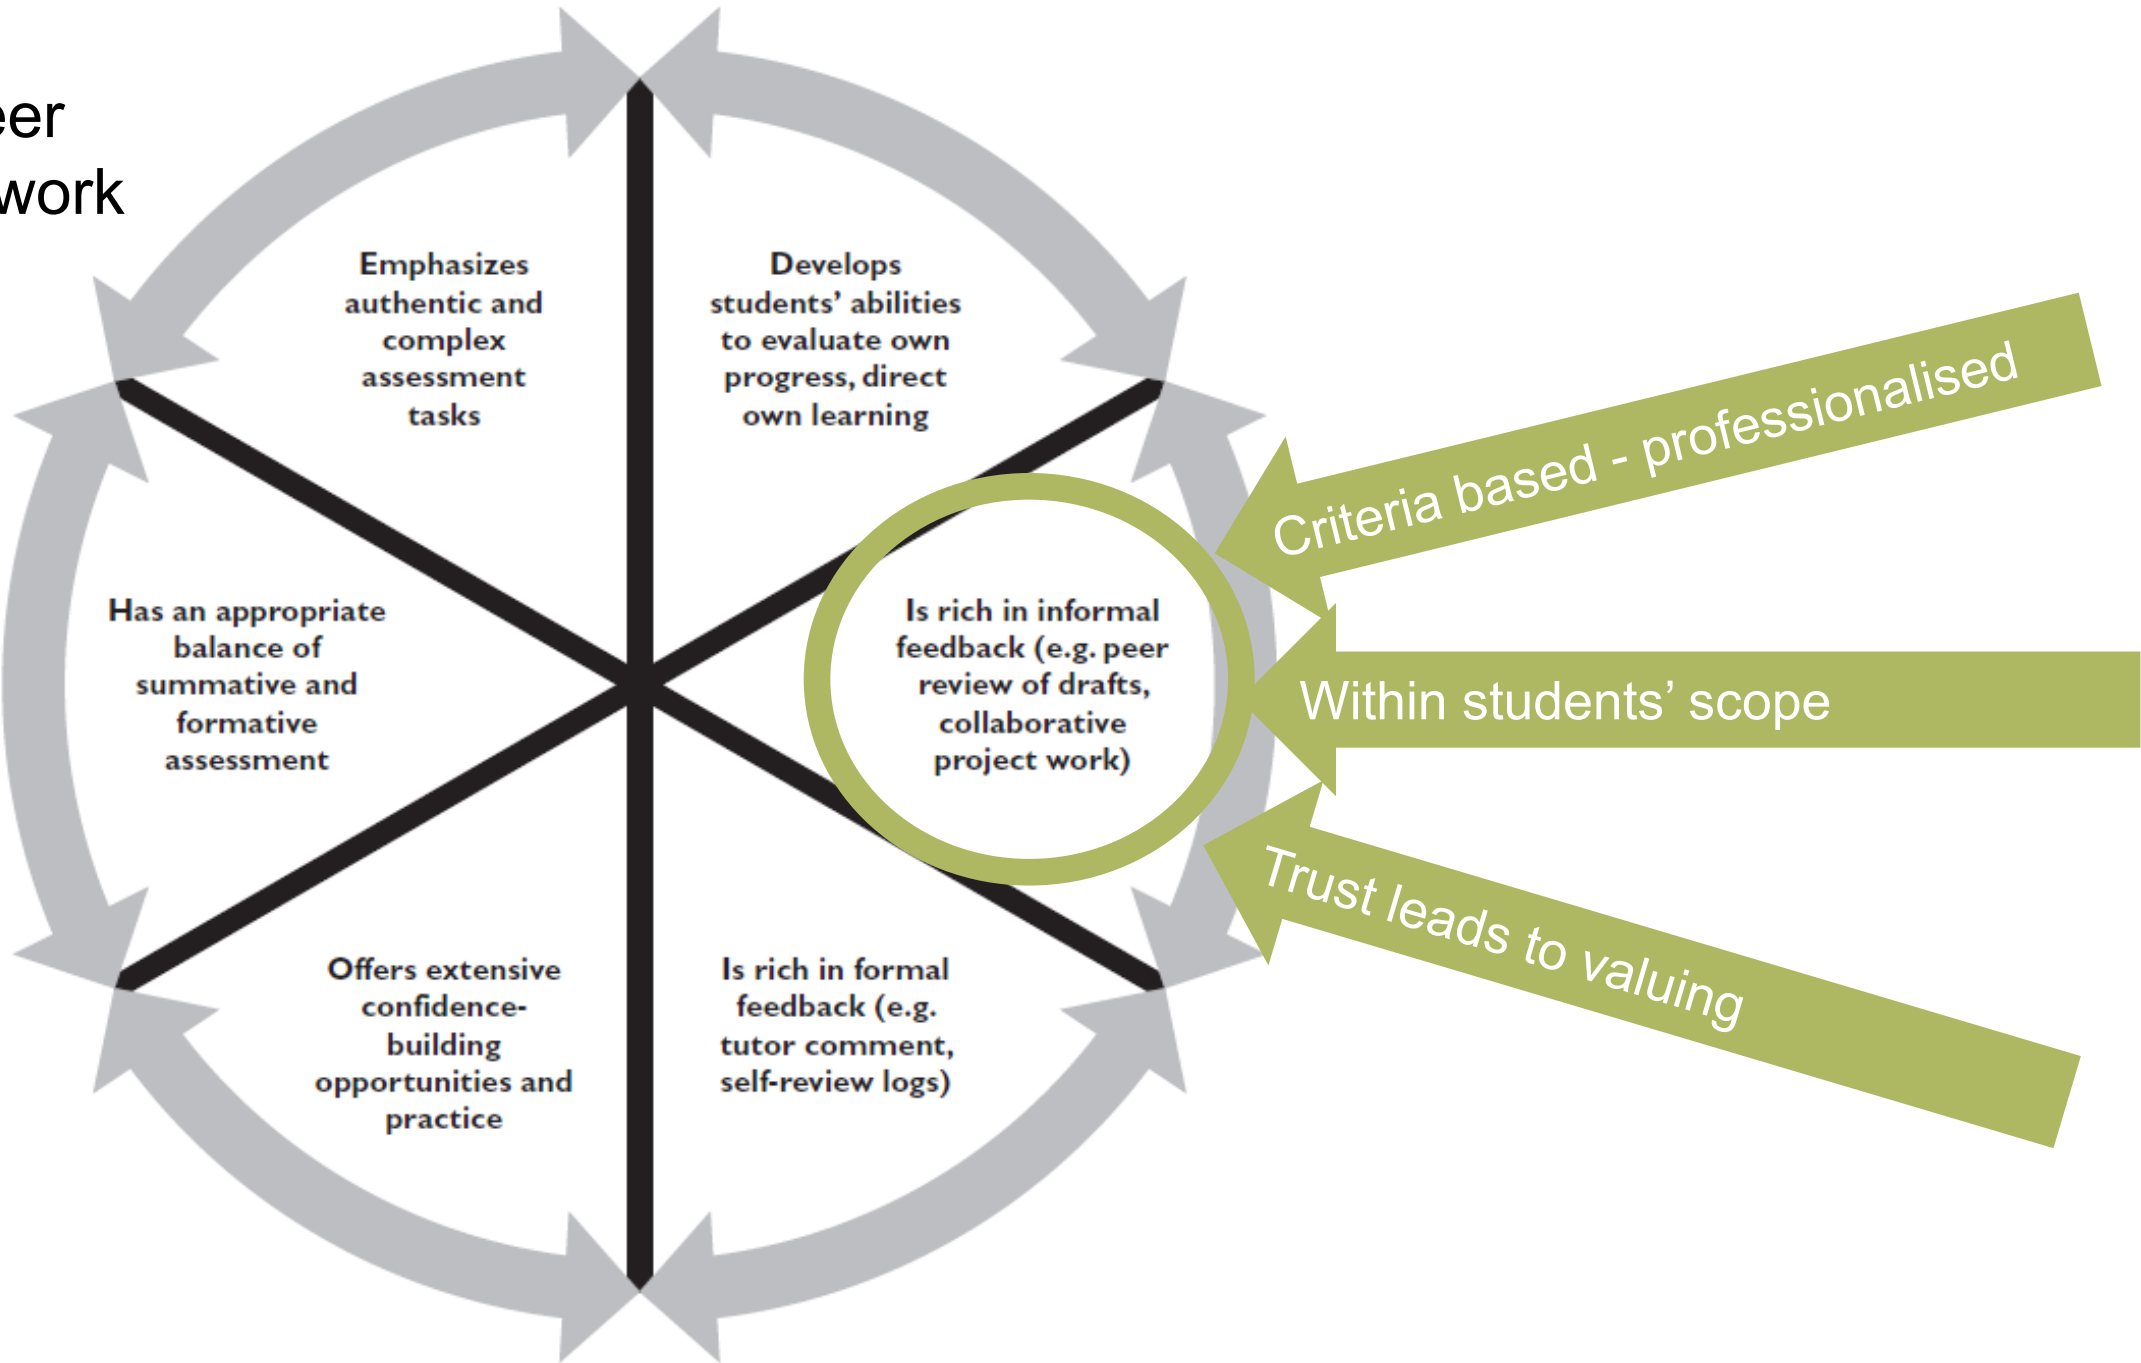 eer
work
Emphasizes
authentic and
complex
assessment
tasks
Develops
students’ abilities
to evaluate own
progress, direct
own learning
Has an appropriate
balance of
summative and
formative
assessment
Is rich in informal
feedback (e.g. peer
review of drafts,
collaborative
project work)
Offers extensive
confidence-
building
opportunities and
practice
Is rich in formal
feedback (e.g.
tutor comment,
self-review logs)
Criteria based - professionalised
Within students’ scope
Trust leads to valuing